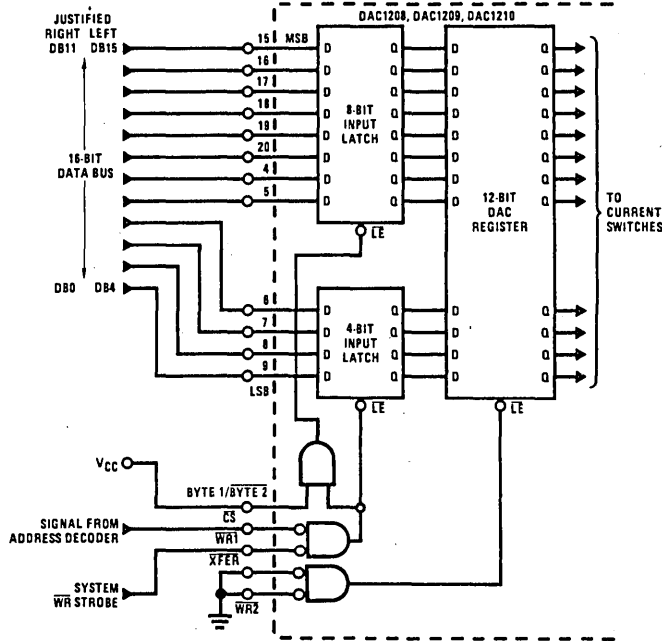 JUSTIFIED
RIGHT LEFT
DB11 DB15
DAC1208, DAC1209, DAC1210
15 MSB D Q D Q
16 D Q D Q
17 D Q D Q
18 D Q D Q
19 D Q D Q
20 D Q D Q
4 D Q D Q
5 D Q D Q
8-BIT
INPUT
LATCH
16-BIT
DATA BUS
12-BIT
DAC
REGISTER
TO
CURRENT
SWITCHES
LE
DB0 DB4
6 D Q D Q
7 D Q D Q
8 D Q D Q
9 D Q D Q
LSB
4-BIT
INPUT
LATCH
LE
LE
VCC
BYTE 1/BYTE 2
CS
SIGNAL FROM
ADDRESS DECODER
WR1
XFER
SYSTEM
WR STROBE
WR2